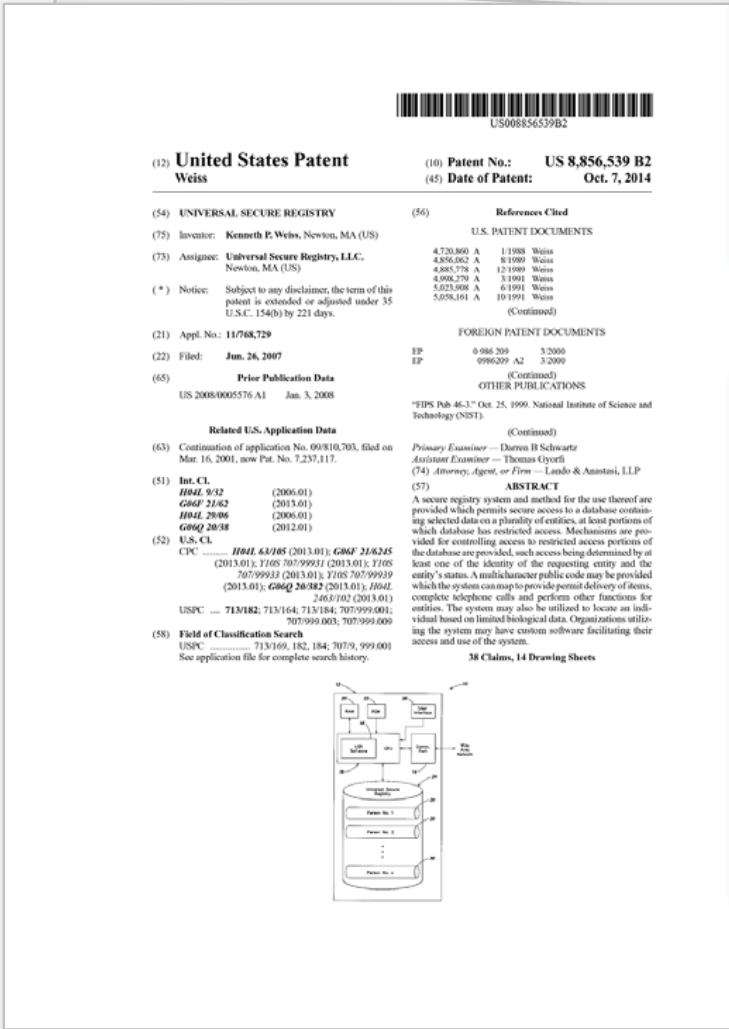 US008856539B2
(12) United States Patent
Weiss
(10) Patent No.: US 8,856,539 B2
(45) Date of Patent: Oct. 7, 2014
(54) UNIVERSAL SECURE REGISTRY
(75) Inventor: Kenneth P. Weiss, Newton, MA (US)
(73) Assignee: Universal Secure Registry, LLC,
Newton, MA (US)
( * ) Notice: Subject to any disclaimer, the term of this
patent is extended or adjusted under 35
U.S.C. 154(b) by 221 days.
(21) Appl. No.: 11/768,729
(22) Filed: Jun. 26, 2007
(65) Prior Publication Data
US 2008/0005576 A1 Jan. 3, 2008
Related U.S. Application Data
(63) Continuation of application No. 09/810,703, filed on
Mar. 16, 2001, now Pat. No. 7,237,117.
(51) Int. Cl.
H04L 9/32 (2006.01)
G06F 21/62 (2013.01)
H04L 29/06 (2006.01)
G06Q 20/38 (2012.01)
(52) U.S. Cl.
CPC .......... H04L 63/105 (2013.01); G06F 21/6245
(2013.01); Y10S 707/99931 (2013.01); Y10S
707/99933 (2013.01); Y10S 707/99939
(2013.01); G06Q 20/382 (2013.01); H04L
2463/102 (2013.01)
USPC .... 713/182; 713/164; 713/184; 707/999.001;
707/999.003; 707/999.009
(58) Field of Classification Search
USPC ................. 713/169, 182, 184; 707/9, 999.001
See application file for complete search history.
(56) References Cited
U.S. PATENT DOCUMENTS
4,720,860 A 1/1988 Weiss
4,856,062 A 8/1989 Weiss
4,885,778 A 12/1989 Weiss
4,998,279 A 3/1991 Weiss
5,023,908 A 6/1991 Weiss
5,058,161 A 10/1991 Weiss
(Continued)
FOREIGN PATENT DOCUMENTS
EP 0 986 209 3/2000
EP 0986209 A2 3/2000
(Continued)
OTHER PUBLICATIONS
"FIPS Pub 46-3." Oct. 25, 1999. National Institute of Science and
Technology (NIST).
(Continued)
Primary Examiner — Darren B Schwartz
Assistant Examiner — Thomas Gyorfi
(74) Attorney, Agent, or Firm — Lando & Anastasi, LLP
(57) ABSTRACT
A secure registry system and method for the use thereof are
provided which permits secure access to a database contain-
ing selected data on a plurality of entities, at least portions of
which database has restricted access. Mechanisms are pro-
vided for controlling access to restricted access portions of
the database are provided, such access being determined by at
least one of the identity of the requesting entity and the
entity's status. A multicharacter public code may be provided
which the system can map to provide permit delivery of items,
complete telephone calls and perform other functions for
entities. The system may also be utilized to locate an indi-
vidual based on limited biological data. Organizations utiliz-
ing the system may have custom software facilitating their
access and use of the system.
38 Claims, 14 Drawing Sheets
User
Interface
USR
Software
CPU
Comm.
Port
Wide
Area
Network
Universal Secure
Registry
Person No. 1
Person No. 2
Person No. n